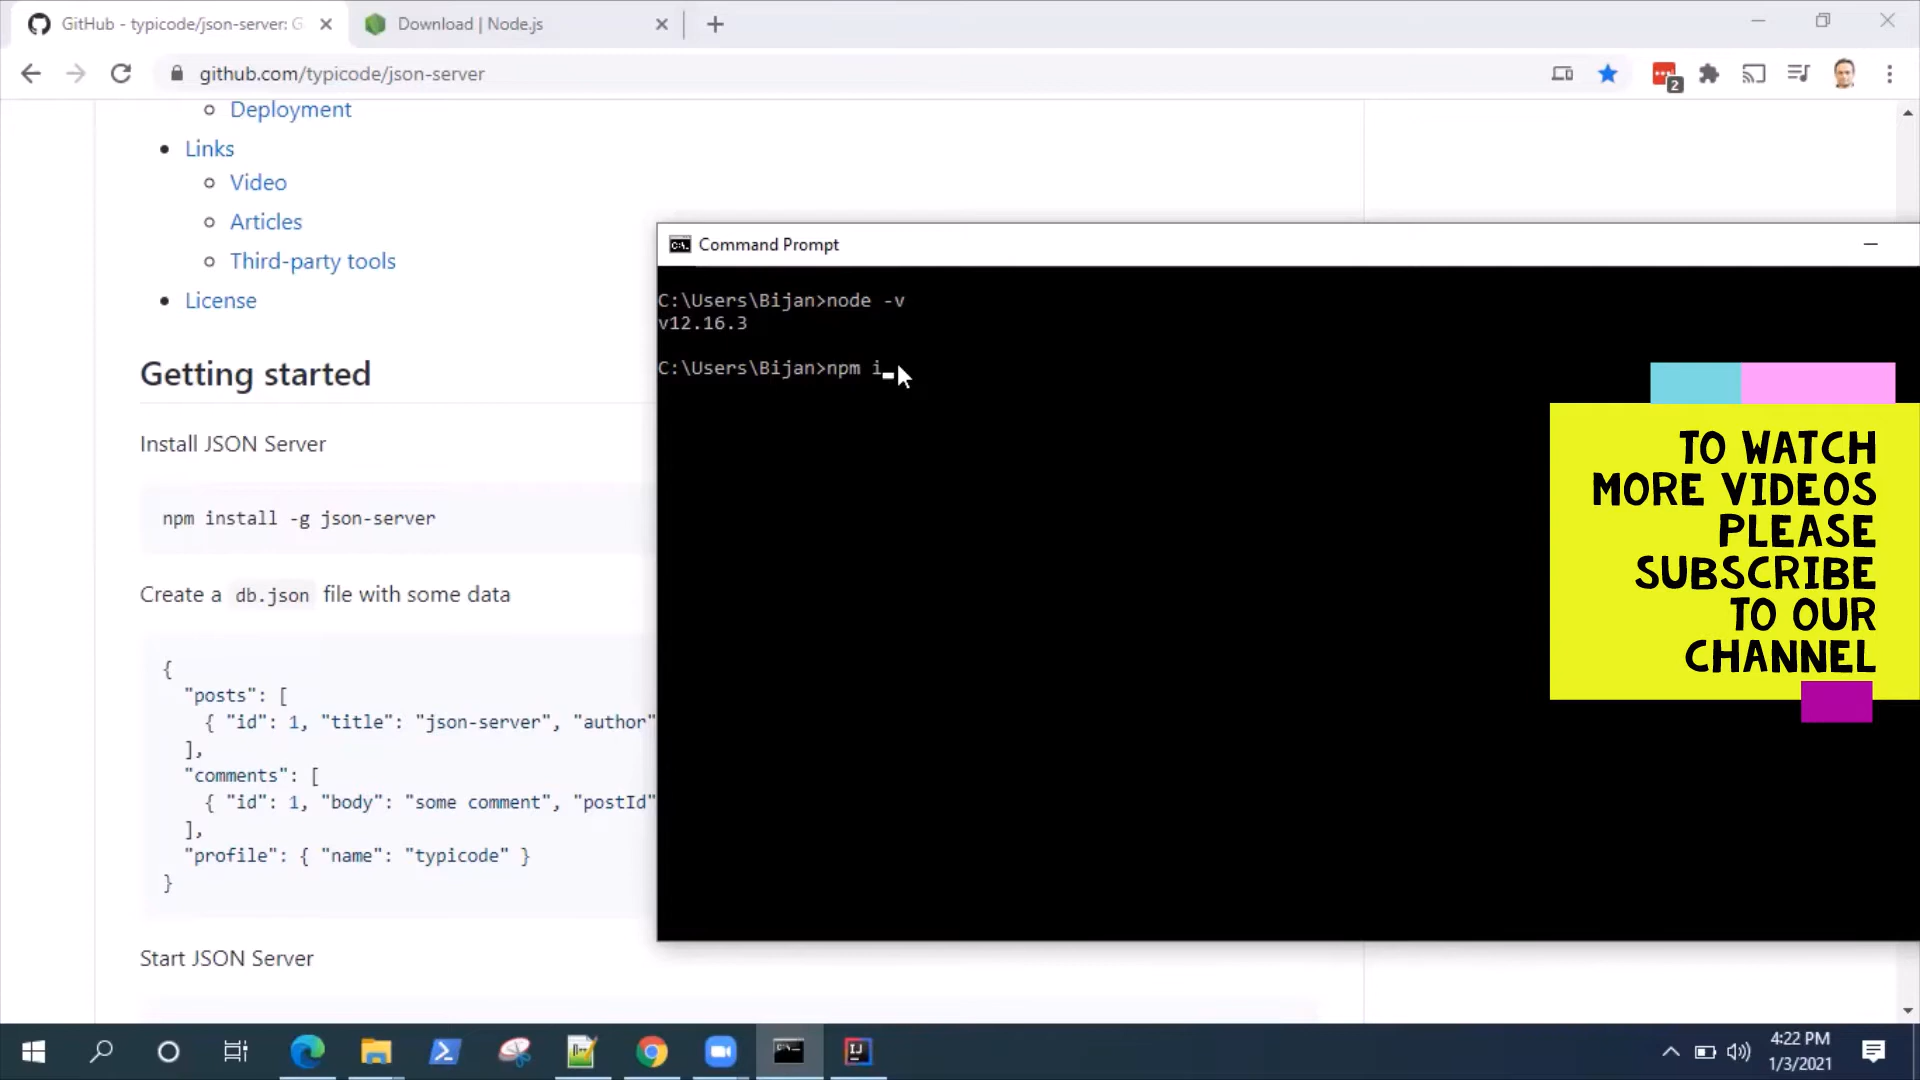 GitHub - typicode/json-server: G
Download | Node.js
github.com/typicode/json-server
2
Deployment
Links
Video
Articles
Third-party tools
License
Getting started
Install JSON Server
npm install -g json-server
Create a db.json file with some data
{
"posts": [
{ "id": 1, "title": "json-server", "author"
],
"comments": [
{ "id": 1, "body": "some comment", "postId"
],
"profile": { "name": "typicode" }
}
Start JSON Server
Command Prompt
C:\Users\Bijan>node -v
v12.16.3
C:\Users\Bijan>npm i
TO WATCH
MORE VIDEOS
PLEASE
SUBSCRIBE
TO OUR
CHANNEL
4:22 PM
1/3/2021